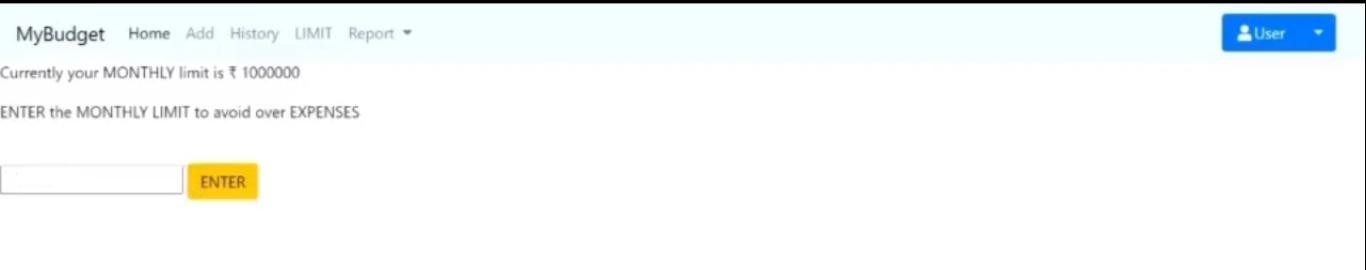 MyBudget Home Add History LIMIT Report User
Currently your MONTHLY limit is ₹ 1000000
ENTER the MONTHLY LIMIT to avoid over EXPENSES
ENTER